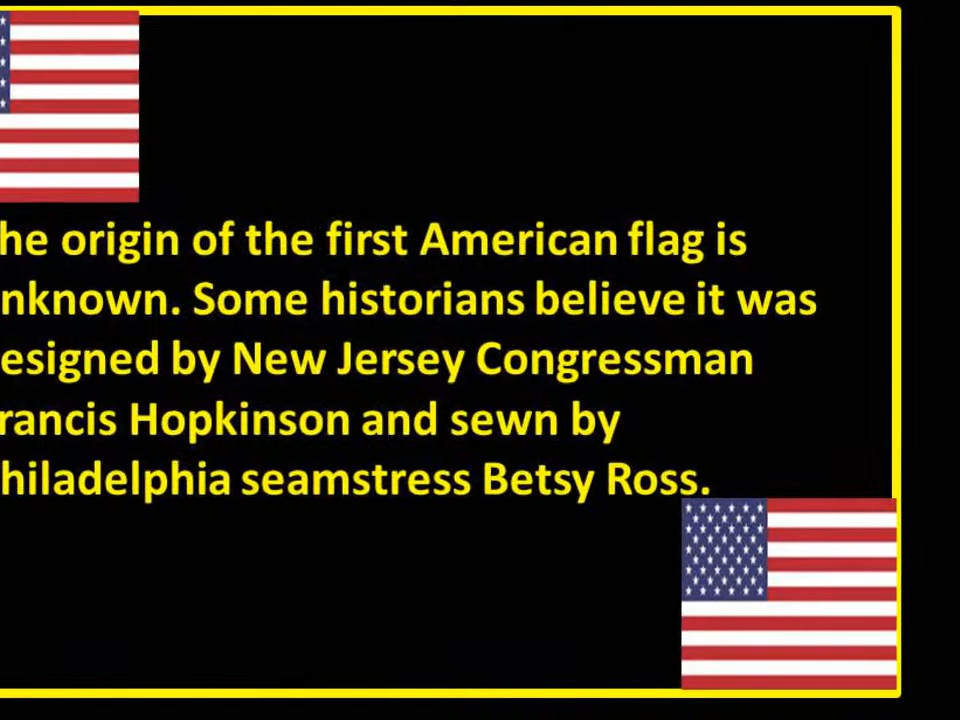 he origin of the first American flag is
nknown. Some historians believe it was
esigned by New Jersey Congressman
rancis Hopkinson and sewn by
hiladelphia seamstress Betsy Ross.